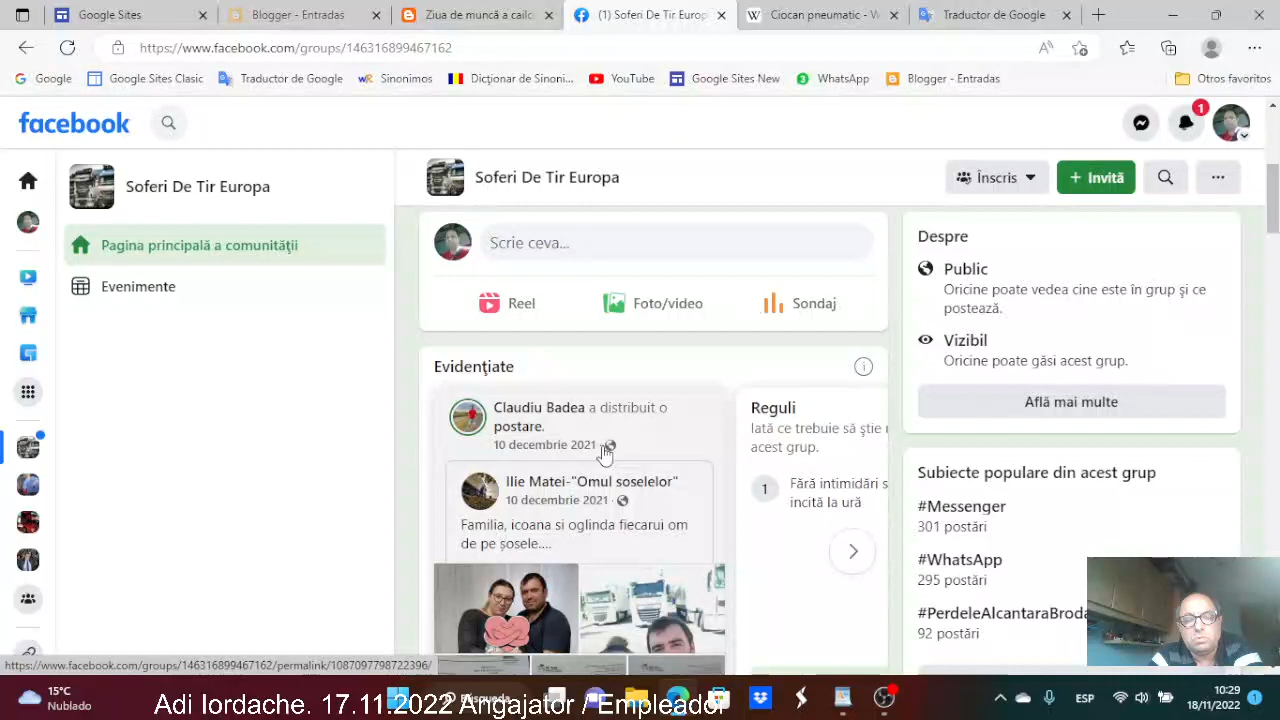 Google Sites
Blogger - Entradas
Ziua de muncă a ailc
(1) Soferi De Tir Europ
Ciocan pneumatic - W
Traductor de Google
https://www.facebook.com/groups/146316899467162
Google
Google Sites Clasic
Traductor de Google
Sinonimos
Dicționar de Sinoni...
YouTube
Google Sites New
WhatsApp
Blogger - Entradas
Otros favoritos
facebook
1
Soferi De Tir Europa
Pagina principală a comunităţii
Evenimente
Soferi De Tir Europa
Înscris
+ Invită
Scrie ceva...
Reel
Foto/video
Sondaj
Evidenţiate
Claudiu Badea a distribuit o
postare.
10 decembrie 2021
Ilie Matei-"Omul soselelor"
10 decembrie 2021 ·
Familia, icoana si oglinda fiecarui om
de pe șosele....
Reguli
Iată ce trebuie să ştie
acest grup.
1
Fără intimidări s
incită la ură
Despre
Public
Oricine poate vedea cine este în grup şi ce
postează.
Vizibil
Oricine poate găsi acest grup.
Află mai multe
Subiecte populare din acest grup
#Messenger
301 postări
#WhatsApp
295 postări
#PerdeleAlcantaraBroda
92 postări
https://www.facebook.com/groups/146316899467162/permalink/1087097798722396/
15°C
Nublado
Adi Iordache. 17.11.2022 Angajator / Empleador
ESP
10:29
18/11/2022
1